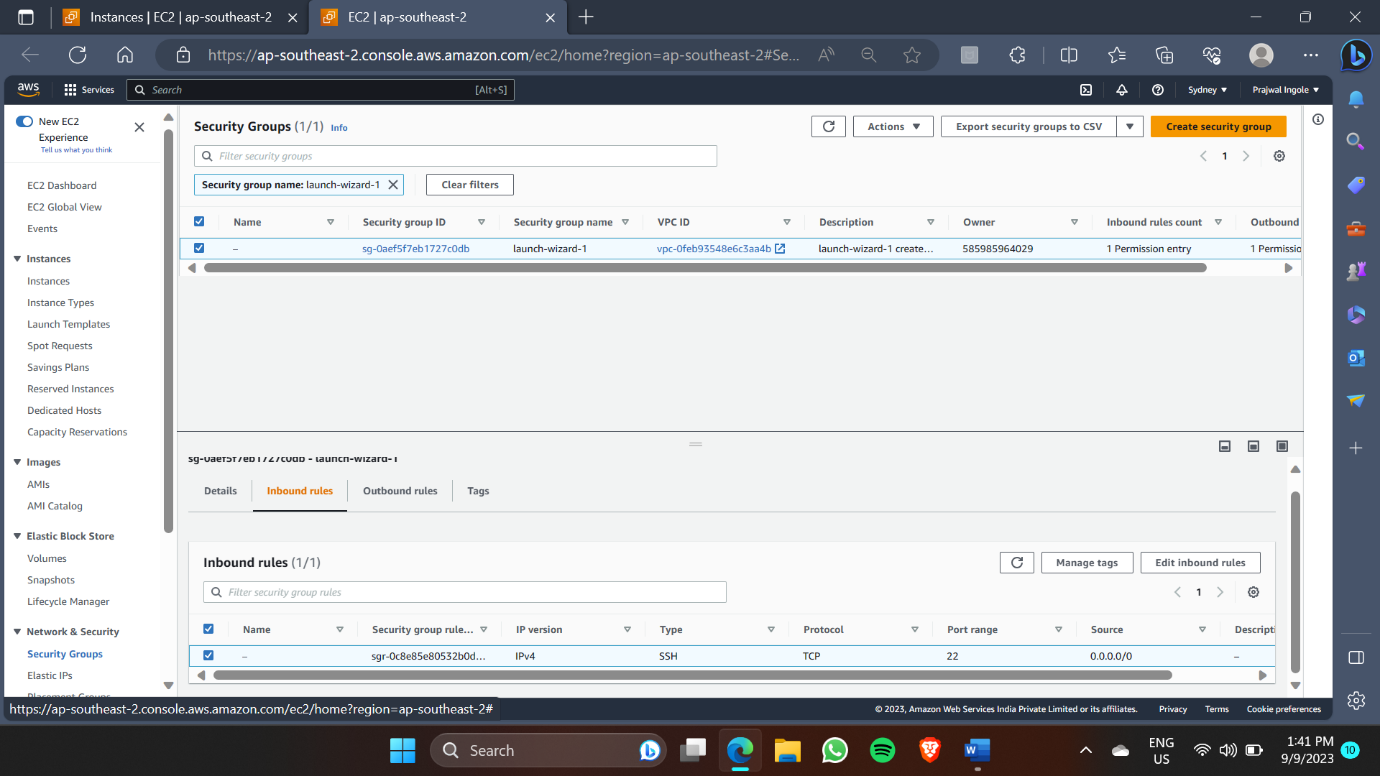 Instances | EC2 | ap-southeast-2
EC2 | ap-southeast-2
https://ap-southeast-2.console.aws.amazon.com/ec2/home?region=ap-southeast-2#Se...
aws
Services
Search
[Alt+S]
Sydney
Prajwal Ingole
New EC2
Experience
Tell us what you think
EC2 Dashboard
EC2 Global View
Events
Instances
Instances
Instance Types
Launch Templates
Spot Requests
Savings Plans
Reserved Instances
Dedicated Hosts
Capacity Reservations
Images
AMIs
AMI Catalog
Elastic Block Store
Volumes
Snapshots
Lifecycle Manager
Network & Security
Security Groups
Elastic IPs
Placement Groups
Security Groups (1/1) Info
Actions
Export security groups to CSV
Create security group
Filter security groups
1
Security group name: launch-wizard-1
Clear filters
Name Security group ID Security group name VPC ID Description Owner Inbound rules count Outbound
– sg-0aef5f7eb1727c0db launch-wizard-1 vpc-0feb93548e6c3aa4b launch-wizard-1 create... 585985964029 1 Permission entry 1 Permissio
sg-0aef5f7eb1727c0db - launch-wizard-1
Details Inbound rules Outbound rules Tags
Inbound rules (1/1)
Manage tags
Edit inbound rules
Filter security group rules
1
Name Security group rule... IP version Type Protocol Port range Source Descripti
– sgr-0c8e85e80532b0d... IPv4 SSH TCP 22 0.0.0.0/0 –
https://ap-southeast-2.console.aws.amazon.com/ec2/home?region=ap-southeast-2#
© 2023, Amazon Web Services India Private Limited or its affiliates. Privacy Terms Cookie preferences
Search
ENG
US
1:41 PM
9/9/2023
10